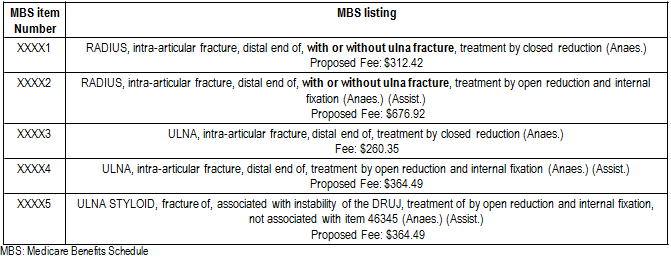 MBS item
Number
MBS listing
XXXX1
RADIUS, intra-articular fracture, distal end of, with or without ulna fracture, treatment by closed reduction (Anaes.)
Proposed Fee: $312.42
XXXX2
RADIUS, intra-articular fracture, distal end of, with or without ulna fracture, treatment by open reduction and internal
fixation (Anaes.) (Assist.)
Proposed Fee: $676.92
XXXX3
ULNA, intra-articular fracture, distal end of, treatment by closed reduction (Anaes.)
Fee: $260.35
XXXX4
ULNA, intra-articular fracture, distal end of, treatment by open reduction and internal fixation (Anaes.) (Assist.)
Proposed Fee: $364.49
XXXX5
ULNA STYLOID, fracture of, associated with instability of the DRUJ, treatment of by open reduction and internal fixation,
not associated with item 46345 (Anaes.) (Assist.)
Proposed Fee: $364.49
MBS: Medicare Benefits Schedule